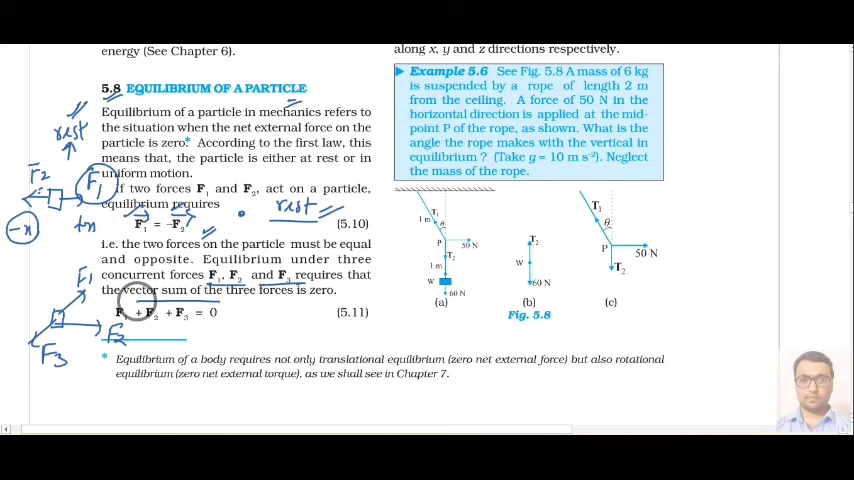 energy (See Chapter 6).
5.8 EQUILIBRIUM OF A PARTICLE
Equilibrium of a particle in mechanics refers to
the situation when the net external force on the
particle is zero.* According to the first law, this
means that, the particle is either at rest or in
uniform motion.
If two forces F₁ and F₂, act on a particle,
equilibrium requires
F₁ = −F₂ (5.10)
i.e. the two forces on the particle must be equal
and opposite. Equilibrium under three
concurrent forces F₁, F₂ and F₃ requires that
the vector sum of the three forces is zero.
F₁ + F₂ + F₃ = 0 (5.11)
rest
F₂
F₁
-x
+x
rest
F₁
F₂
F₃
along x, y and z directions respectively.
Example 5.6 See Fig. 5.8 A mass of 6 kg
is suspended by a rope of length 2 m
from the ceiling. A force of 50 N in the
horizontal direction is applied at the mid-
point P of the rope, as shown. What is the
angle the rope makes with the vertical in
equilibrium ? (Take g = 10 m s⁻²). Neglect
the mass of the rope.
T₁
1 m
θ
P
50 N
T₂
1 m
W
60 N
(a)
T₂
W
60 N
(b)
T₁
θ
P
50 N
T₂
(c)
Fig. 5.8
* Equilibrium of a body requires not only translational equilibrium (zero net external force) but also rotational
equilibrium (zero net external torque), as we shall see in Chapter 7.